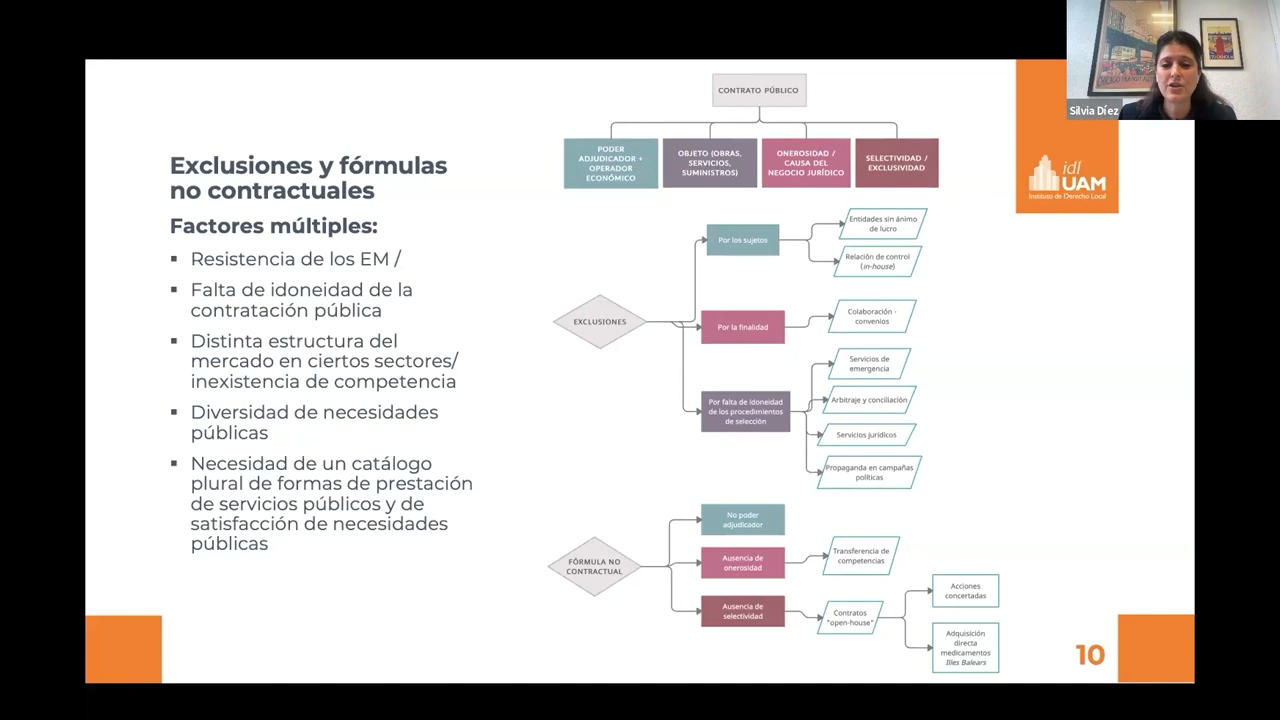 Silvia Díez
idl
UAM
Instituto de Derecho Local
Exclusiones y fórmulas
no contractuales
Factores múltiples:
▪ Resistencia de los EM /
▪ Falta de idoneidad de la
contratación pública
▪ Distinta estructura del
mercado en ciertos sectores/
inexistencia de competencia
▪ Diversidad de necesidades
públicas
▪ Necesidad de un catálogo
plural de formas de prestación
de servicios públicos y de
satisfacción de necesidades
públicas
CONTRATO PÚBLICO
PODER
ADJUDICADOR +
OPERADOR
ECONÓMICO
OBJETO (OBRAS,
SERVICIOS,
SUMINISTROS)
ONEROSIDAD /
CAUSA DEL
NEGOCIO JURÍDICO
SELECTIVIDAD /
EXCLUSIVIDAD
EXCLUSIONES
Por los sujetos
Entidades sin ánimo
de lucro
Relación de control
(in-house)
Por la finalidad
Colaboración -
convenios
Por falta de idoneidad
de los procedimientos
de selección
Servicios de
emergencia
Arbitraje y conciliación
Servicios jurídicos
Propaganda en campañas
políticas
FÓRMULA NO
CONTRACTUAL
No poder
adjudicador
Ausencia de
onerosidad
Transferencia de
competencias
Ausencia de
selectividad
Contratos
"open-house"
Acciones
concertadas
Adquisición
directa
medicamentos
Illes Balears
10